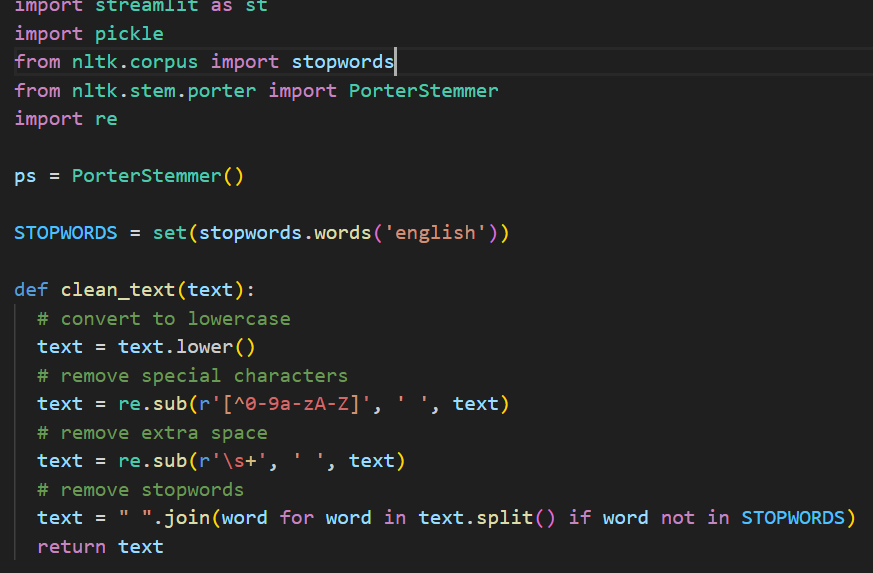 import streamlit as st
import pickle
from nltk.corpus import stopwords
from nltk.stem.porter import PorterStemmer
import re

ps = PorterStemmer()

STOPWORDS = set(stopwords.words('english'))

def clean_text(text):
  # convert to lowercase
  text = text.lower()
  # remove special characters
  text = re.sub(r'[^0-9a-zA-Z]', ' ', text)
  # remove extra space
  text = re.sub(r'\s+', ' ', text)
  # remove stopwords
  text = " ".join(word for word in text.split() if word not in STOPWORDS)
  return text